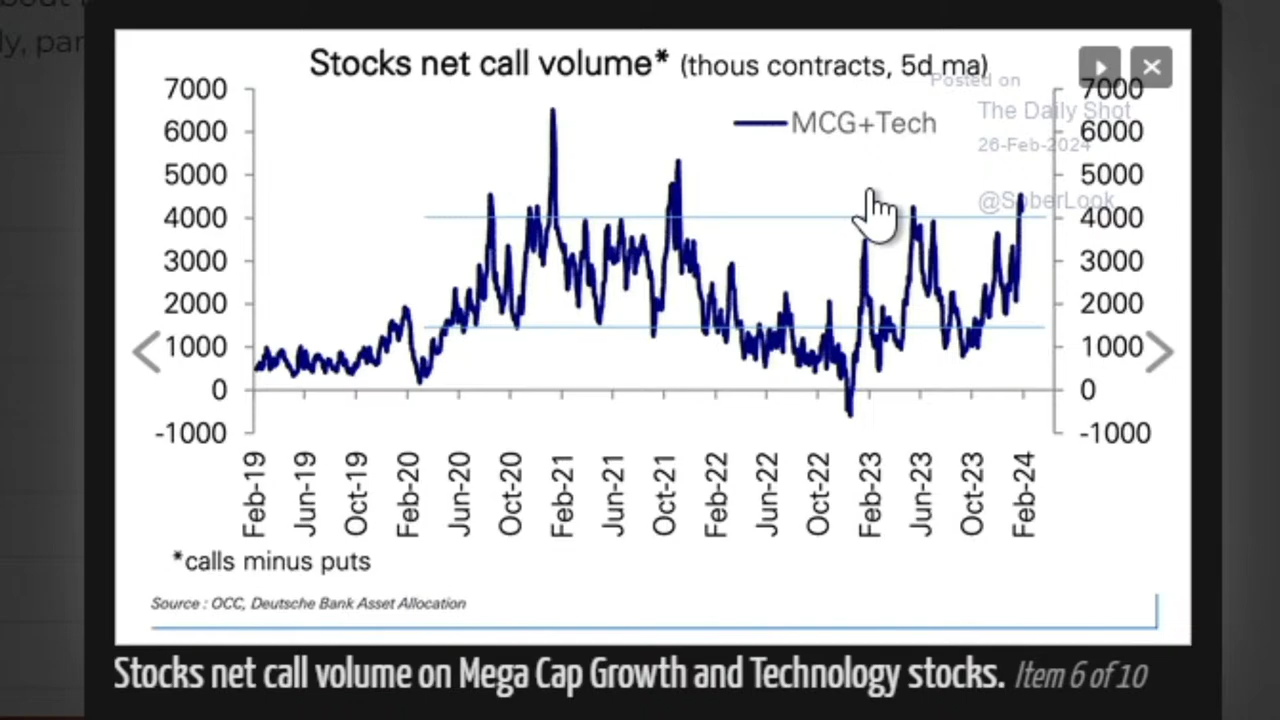 bout
ly, par
Stocks net call volume* (thous contracts, 5d ma)
Posted on
The Daily Shot
26-Feb-2024
@SoberLook
MCG+Tech
7000
6000
5000
4000
3000
2000
1000
0
-1000
7000
6000
5000
4000
3000
2000
1000
0
-1000
Feb-19
Jun-19
Oct-19
Feb-20
Jun-20
Oct-20
Feb-21
Jun-21
Oct-21
Feb-22
Jun-22
Oct-22
Feb-23
Jun-23
Oct-23
Feb-24
*calls minus puts
Source : OCC, Deutsche Bank Asset Allocation
Stocks net call volume on Mega Cap Growth and Technology stocks. Item 6 of 10